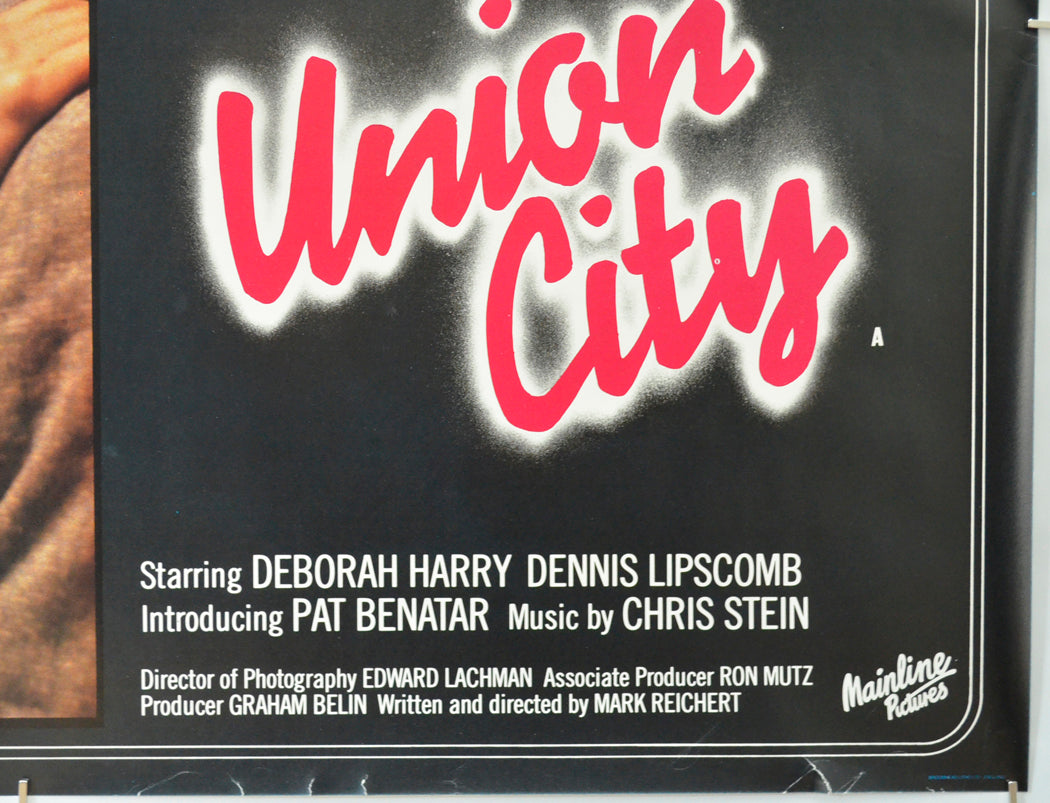 Union
City
A
Starring DEBORAH HARRY DENNIS LIPSCOMB
Introducing PAT BENATAR Music by CHRIS STEIN
Director of Photography EDWARD LACHMAN Associate Producer RON MUTZ
Producer GRAHAM BELIN Written and directed by MARK REICHERT
Mainline
Pictures